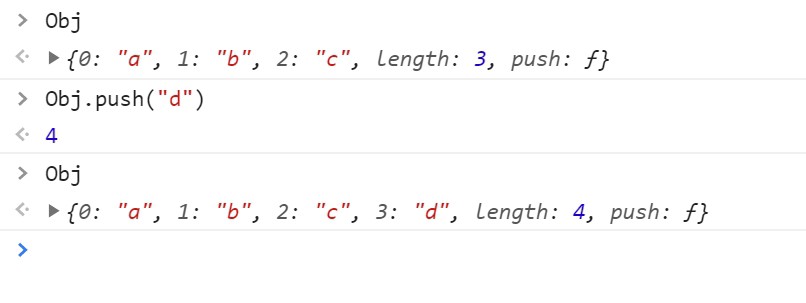 > Obj
{0: "a", 1: "b", 2: "c", length: 3, push: ƒ}
> Obj.push("d")
4
> Obj
{0: "a", 1: "b", 2: "c", 3: "d", length: 4, push: ƒ}
>